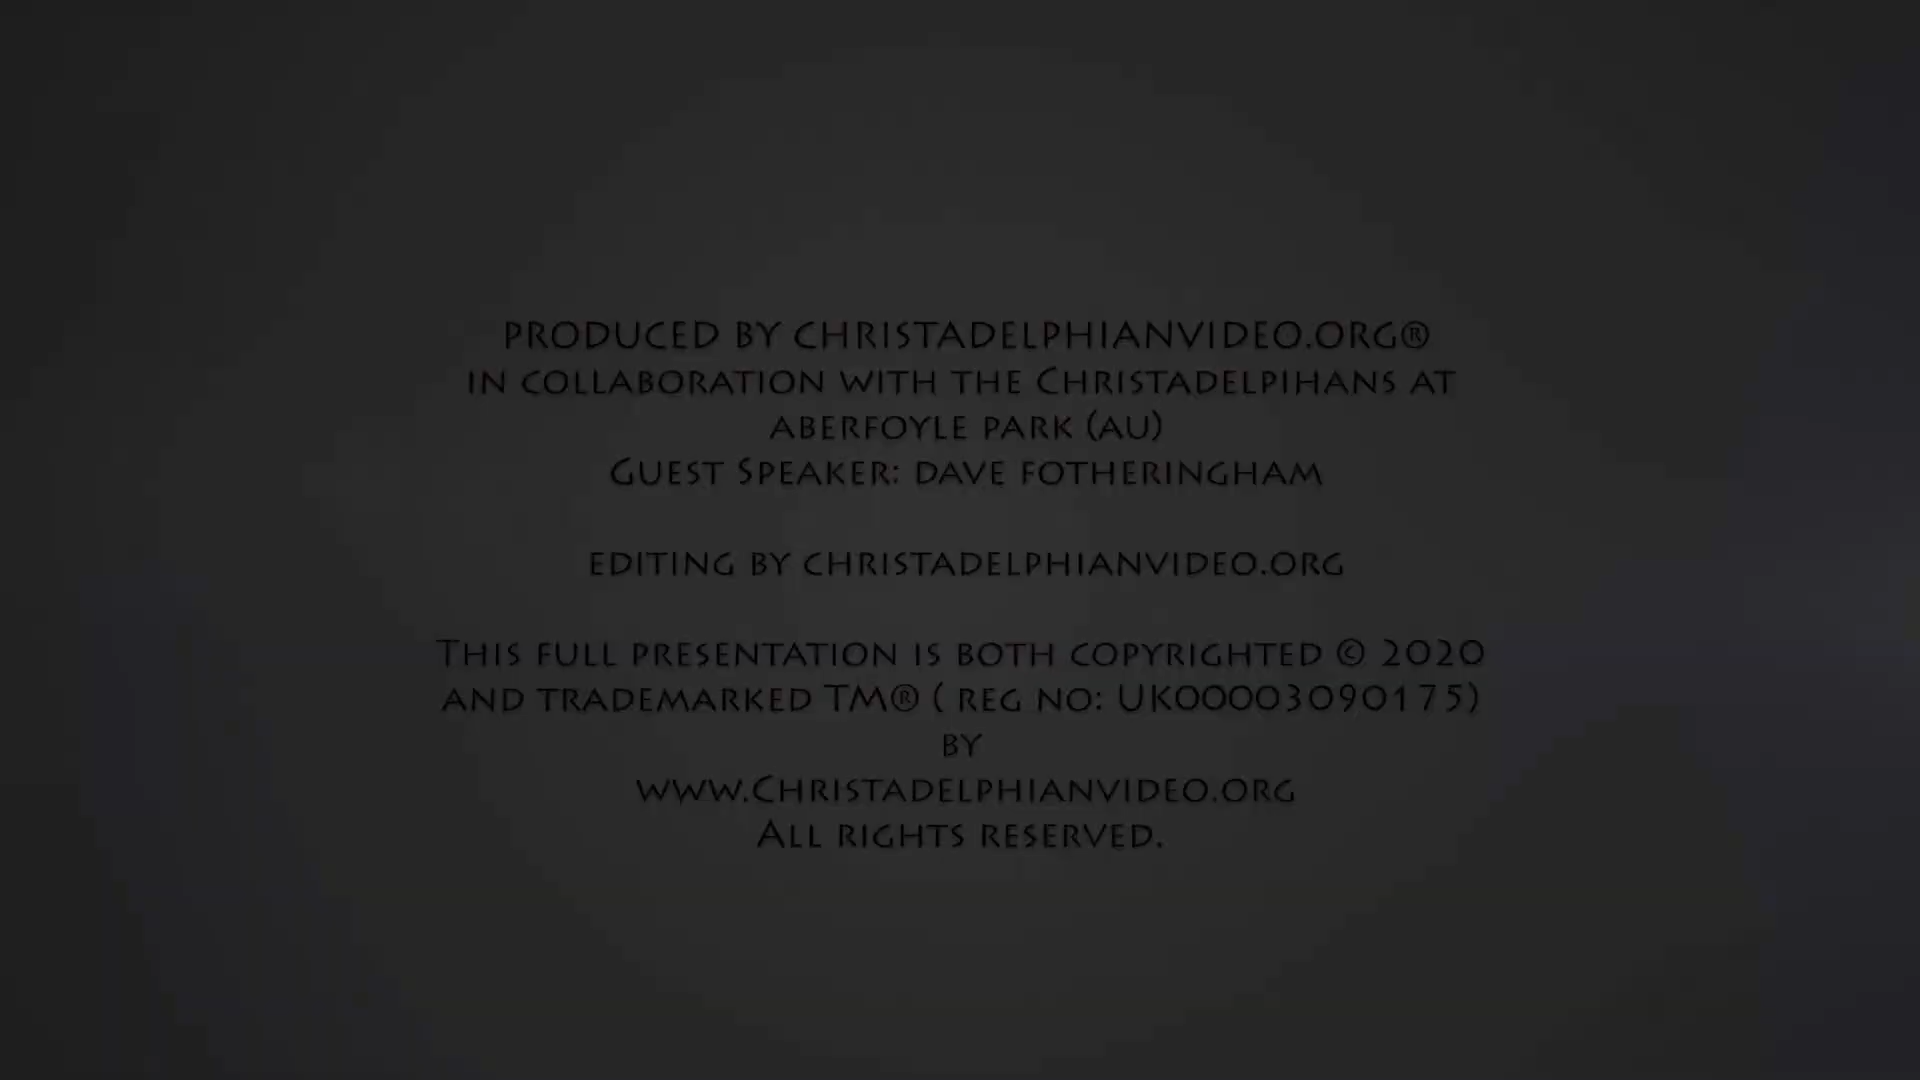 PRODUCED BY CHRISTADELPHIANVIDEO.ORG®
IN COLLABORATION WITH THE CHRISTADELPIHANS AT
ABERFOYLE PARK (AU)
GUEST SPEAKER: DAVE FOTHERINGHAM
EDITING BY CHRISTADELPHIANVIDEO.ORG
THIS FULL PRESENTATION IS BOTH COPYRIGHTED © 2020
AND TRADEMARKED TM® ( REG NO: UK00003090175)
BY
WWW.CHRISTADELPHIANVIDEO.ORG
ALL RIGHTS RESERVED.